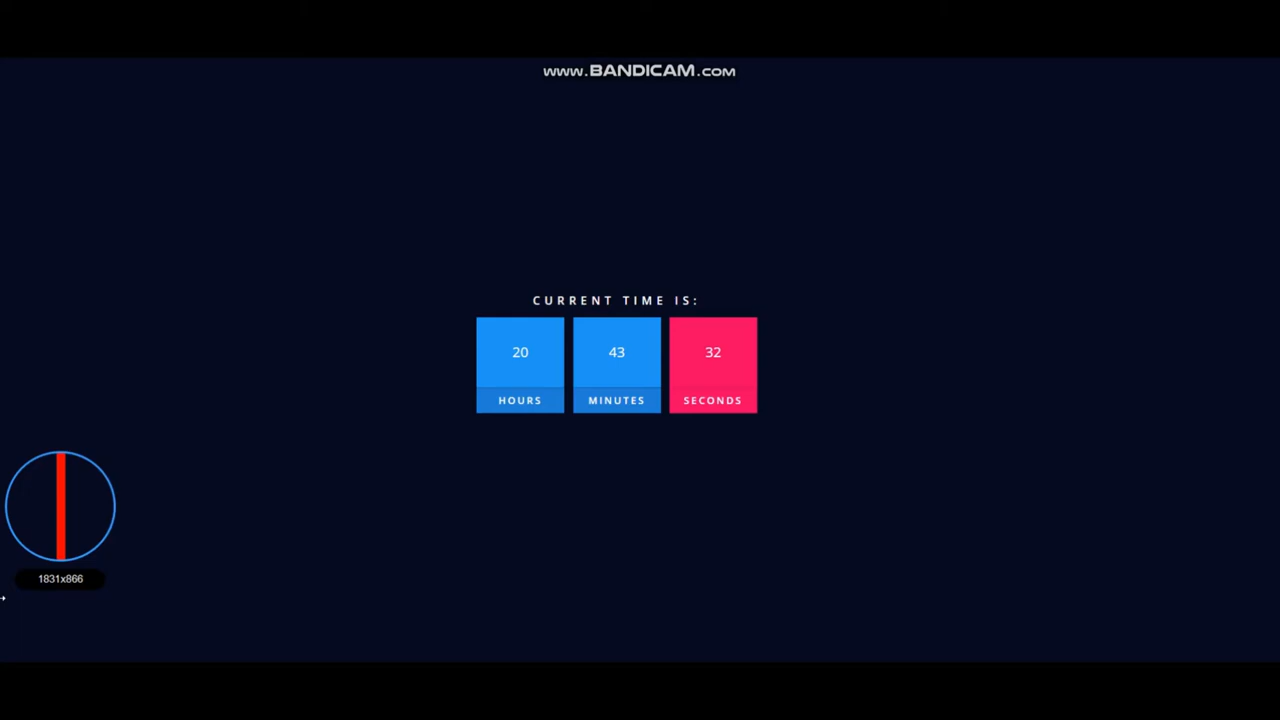 www.BANDICAM.com
CURRENT TIME IS:
20 43 32
HOURS MINUTES SECONDS
1831x866